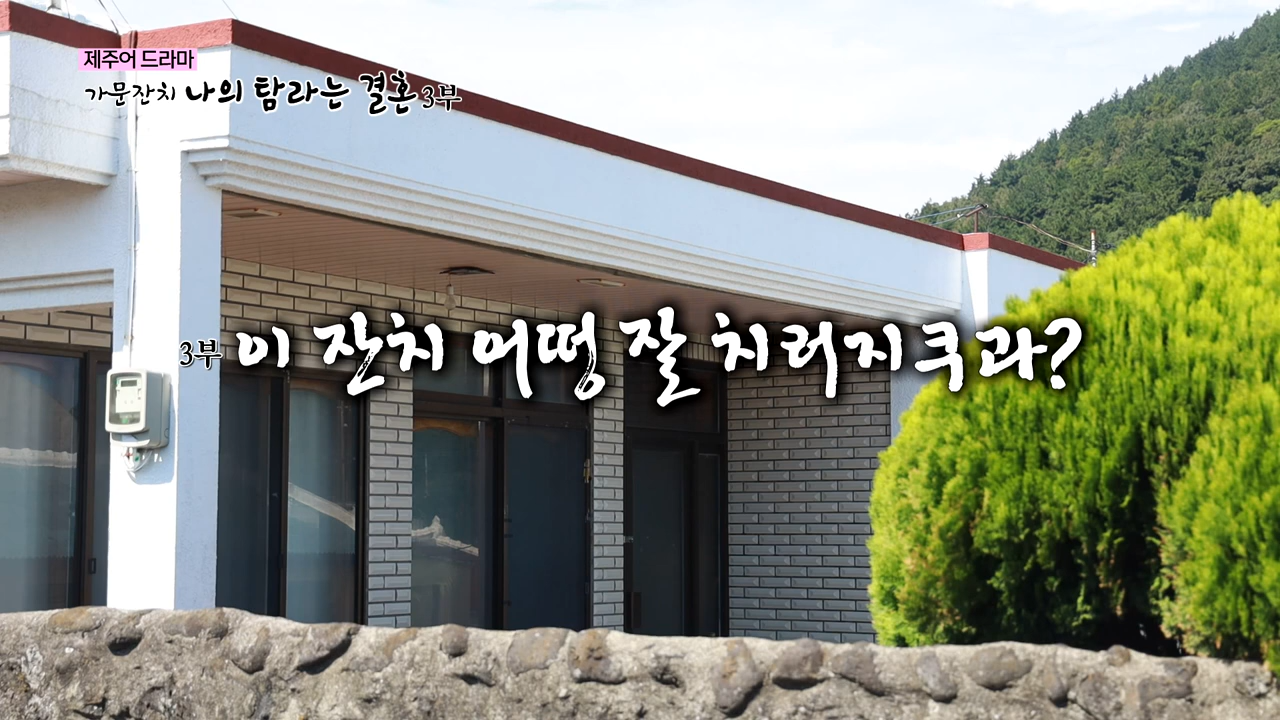 제주어 드라마
가문잔치 나의 탐라는 결혼 3부
3부 이 잔치 어떵 잘 치러지쿠과?